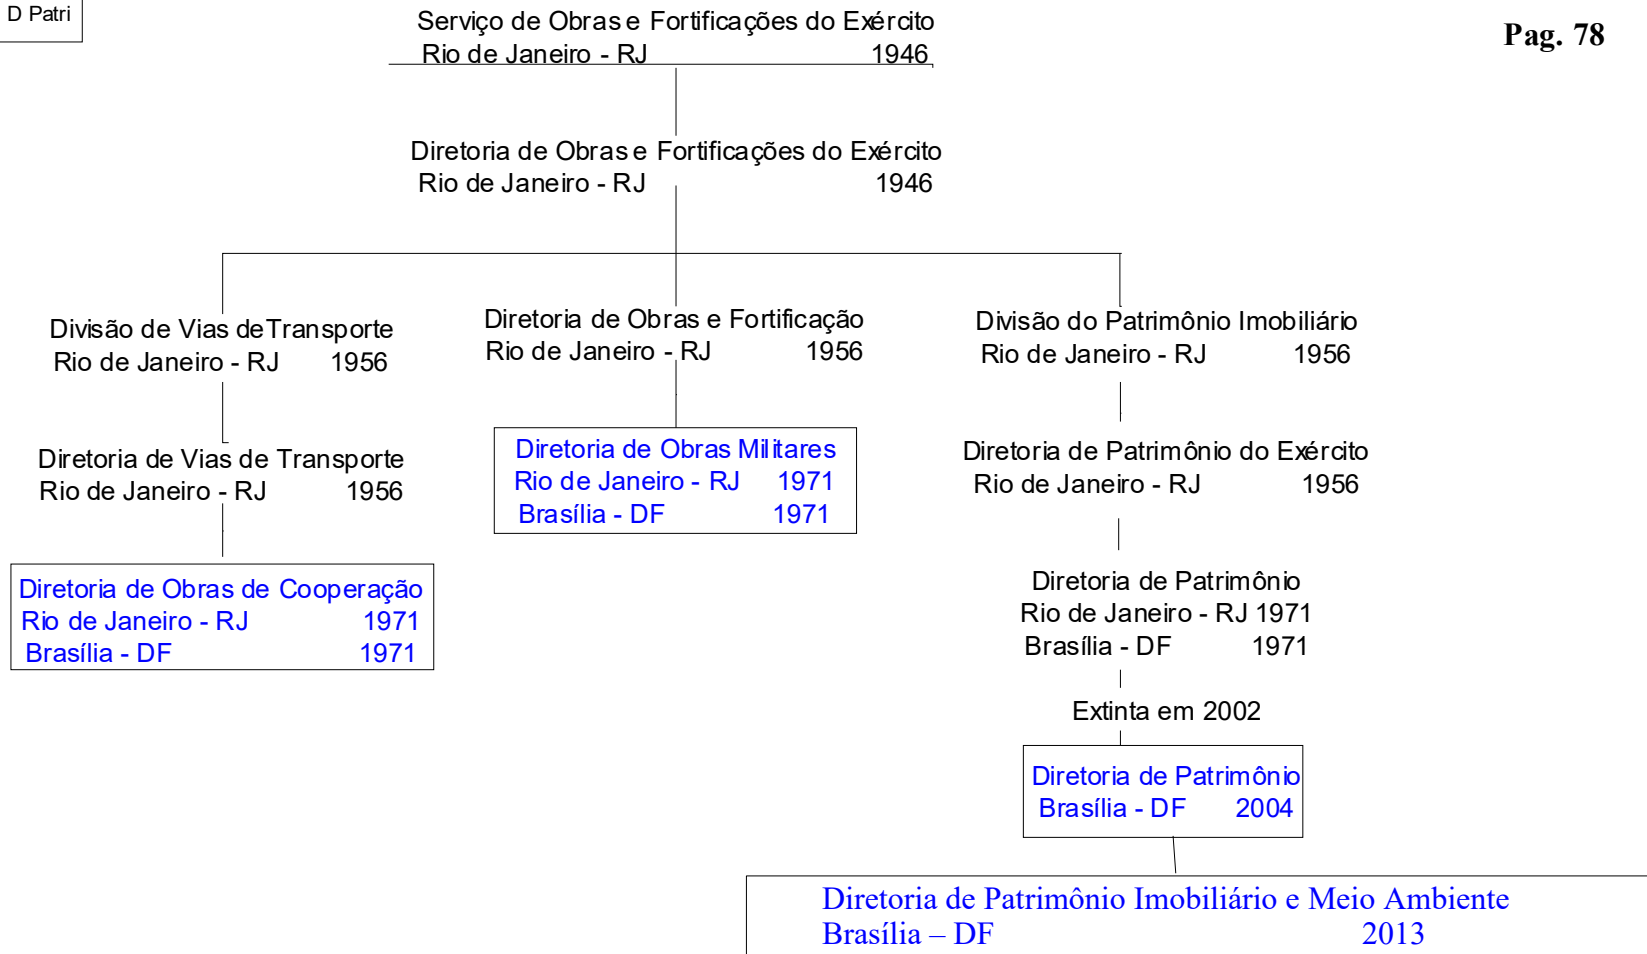 D Patri
Pag. 78
Serviço de Obras e Fortificações do Exército
Rio de Janeiro - RJ 1946
Diretoria de Obras e Fortificações do Exército
Rio de Janeiro - RJ 1946
Divisão de Vias de Transporte
Rio de Janeiro - RJ 1956
Diretoria de Obras e Fortificação
Rio de Janeiro - RJ 1956
Divisão do Patrimônio Imobiliário
Rio de Janeiro - RJ 1956
Diretoria de Vias de Transporte
Rio de Janeiro - RJ 1956
Diretoria de Obras Militares
Rio de Janeiro - RJ 1971
Brasília - DF 1971
Diretoria de Patrimônio do Exército
Rio de Janeiro - RJ 1956
Diretoria de Obras de Cooperação
Rio de Janeiro - RJ 1971
Brasília - DF 1971
Diretoria de Patrimônio
Rio de Janeiro - RJ 1971
Brasília - DF 1971
Extinta em 2002
Diretoria de Patrimônio
Brasília - DF 2004
Diretoria de Patrimônio Imobiliário e Meio Ambiente
Brasília – DF 2013